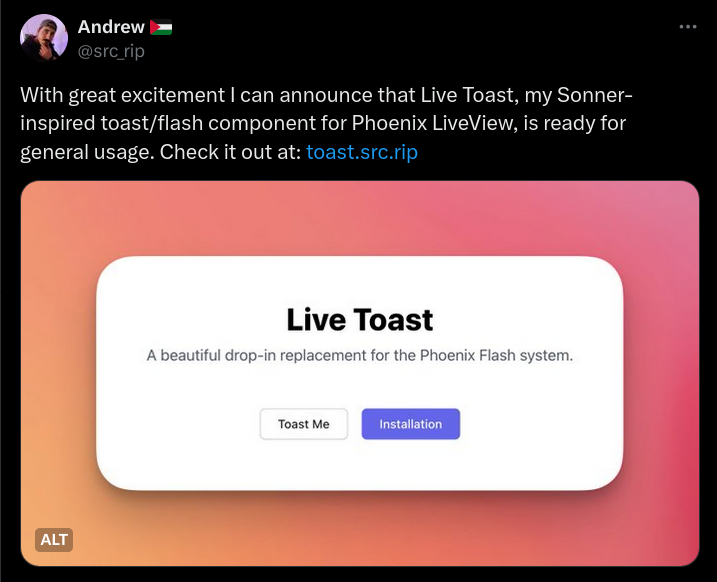 Andrew 🇵🇸
@src_rip
With great excitement I can announce that Live Toast, my Sonner-
inspired toast/flash component for Phoenix LiveView, is ready for
general usage. Check it out at: toast.src.rip
Live Toast
A beautiful drop-in replacement for the Phoenix Flash system.
Toast Me Installation
ALT